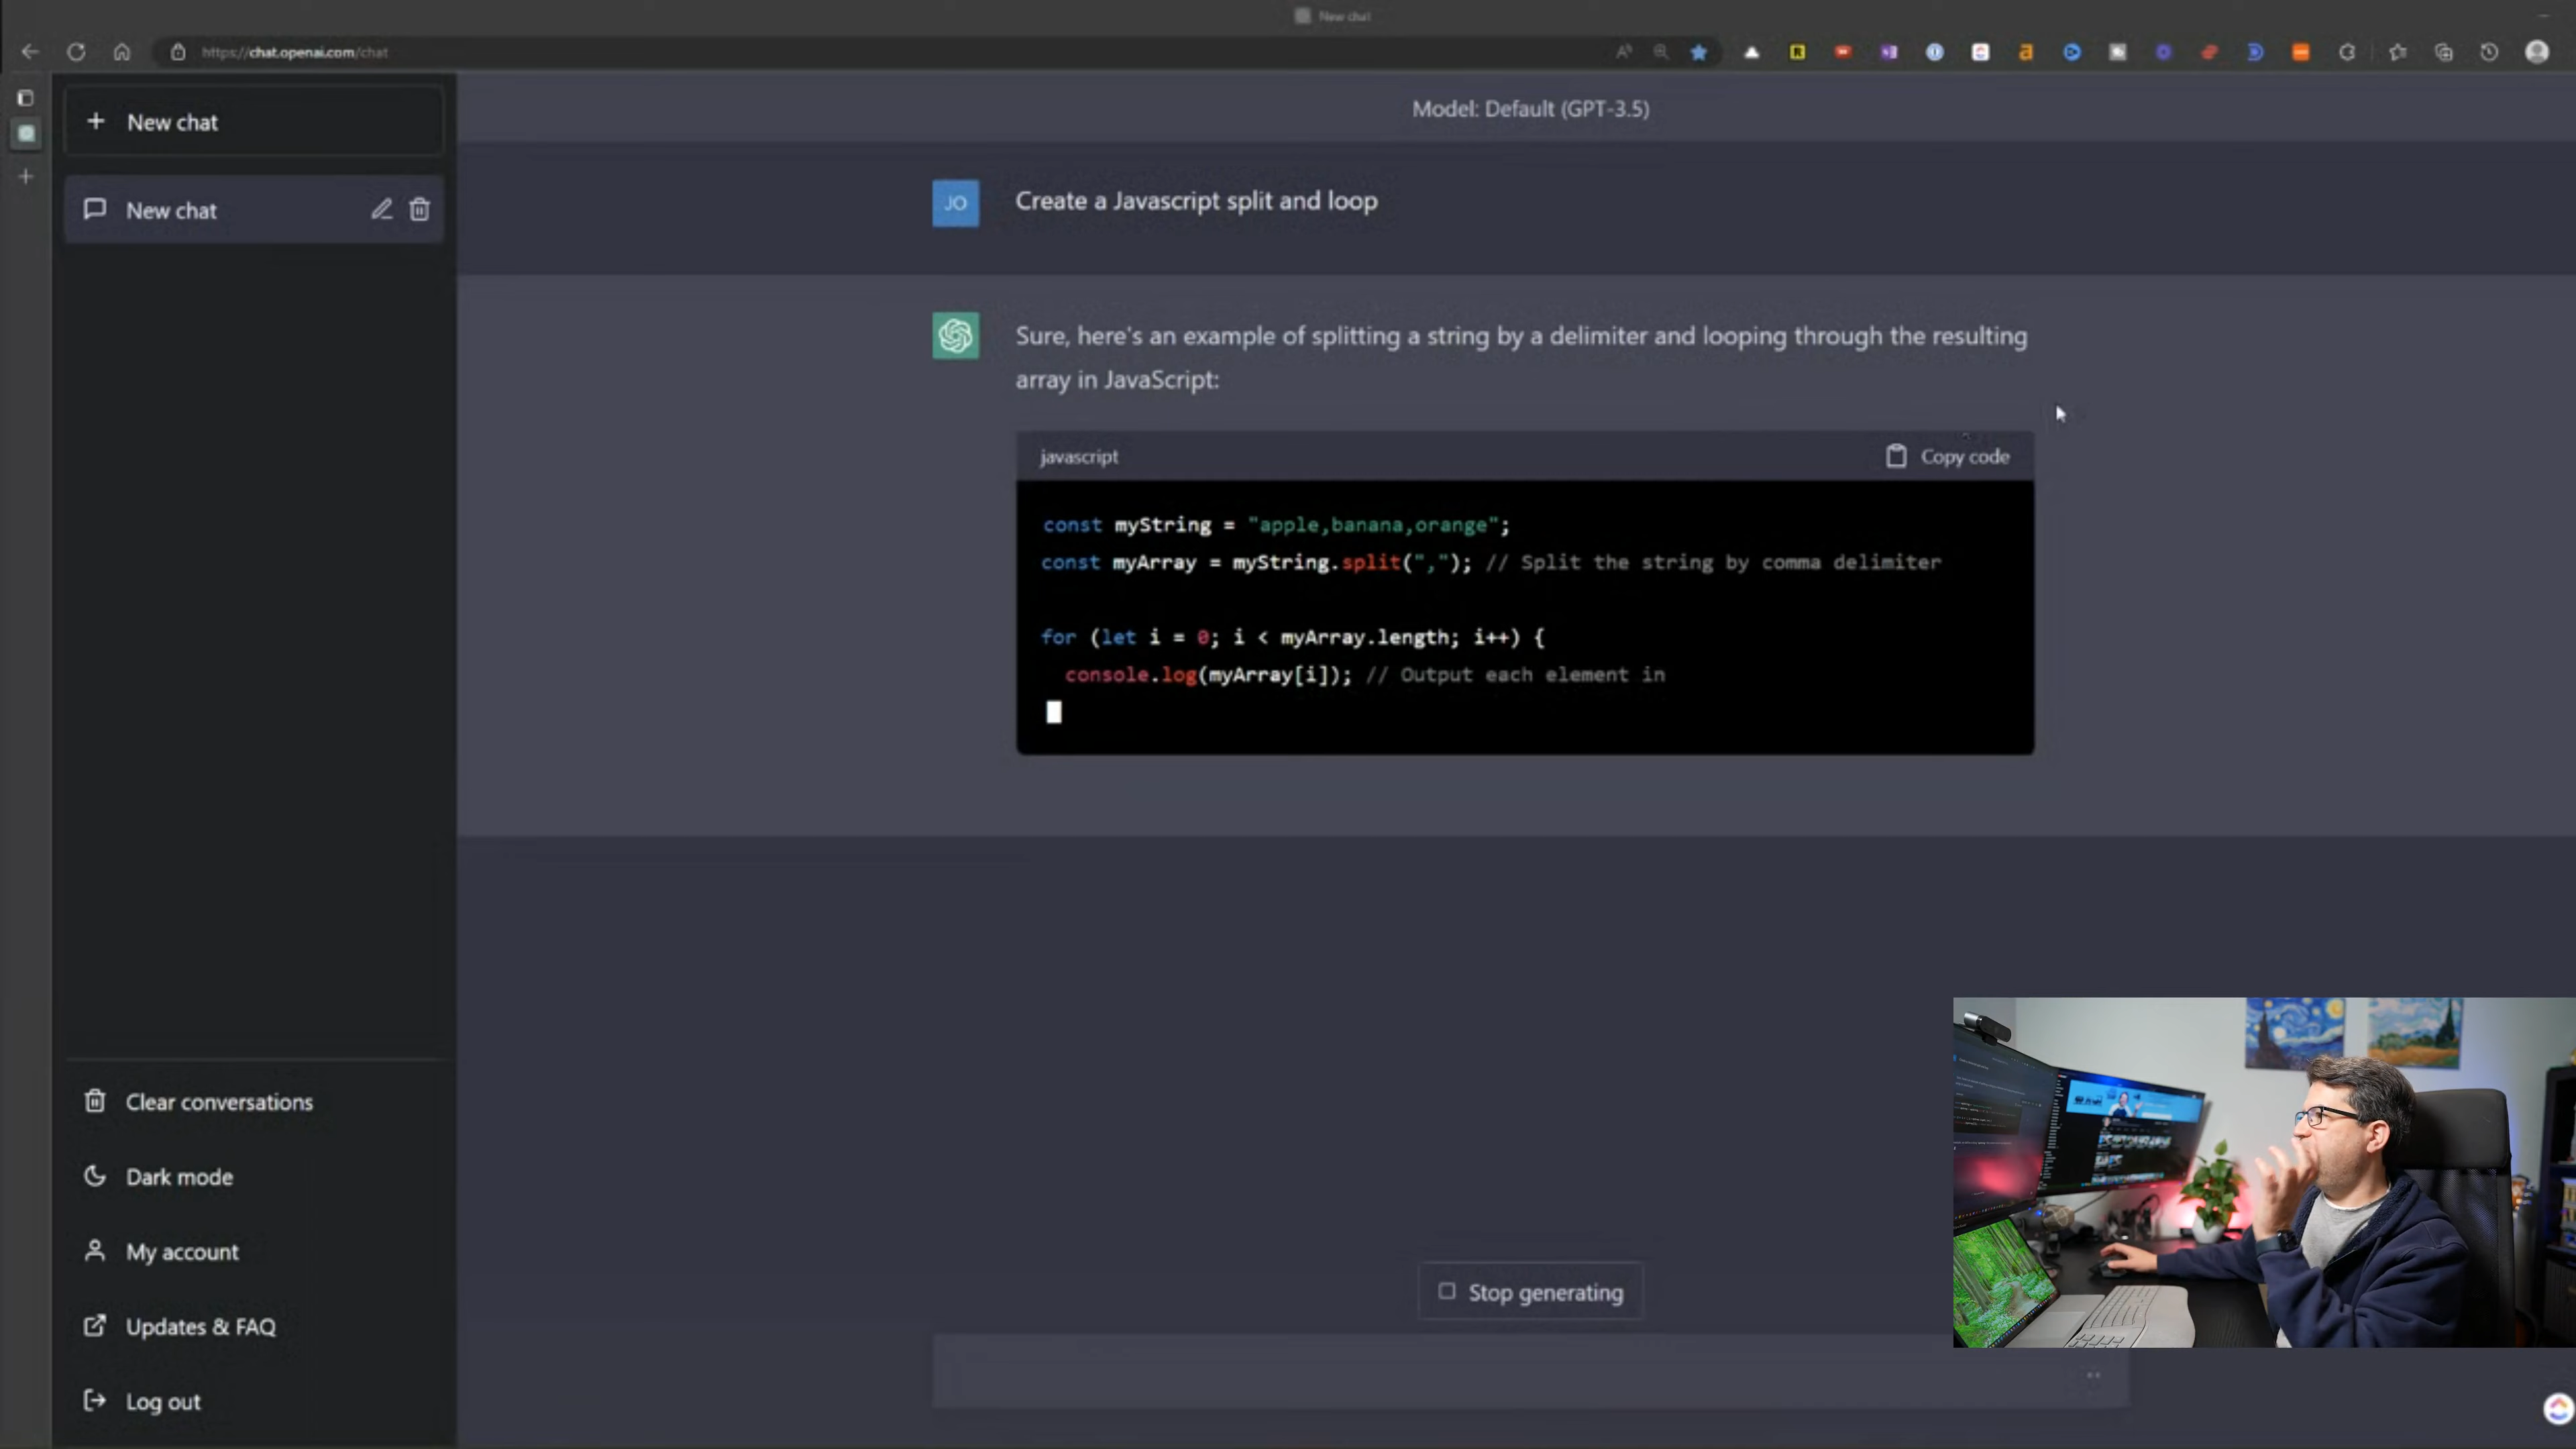 New chat
https://chat.openai.com/chat
New chat
New chat
Model: Default (GPT-3.5)
JO
Create a Javascript split and loop
Sure, here's an example of splitting a string by a delimiter and looping through the resulting
array in JavaScript:
javascript
Copy code
const myString = "apple,banana,orange";
const myArray = myString.split(","); // Split the string by comma delimiter
for (let i = 0; i < myArray.length; i++) {
console.log(myArray[i]); // Output each element in
Clear conversations
Dark mode
My account
Updates & FAQ
Log out
Stop generating